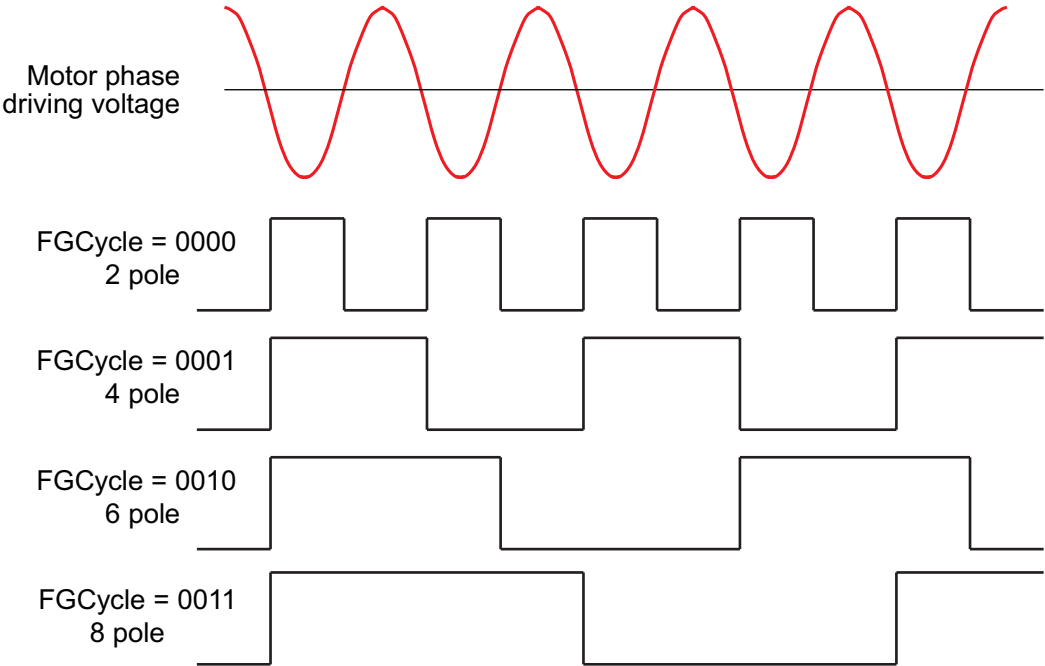 Motor phase
driving voltage
FGCycle = 0000
2 pole
FGCycle = 0001
4 pole
FGCycle = 0010
6 pole
FGCycle = 0011
8 pole